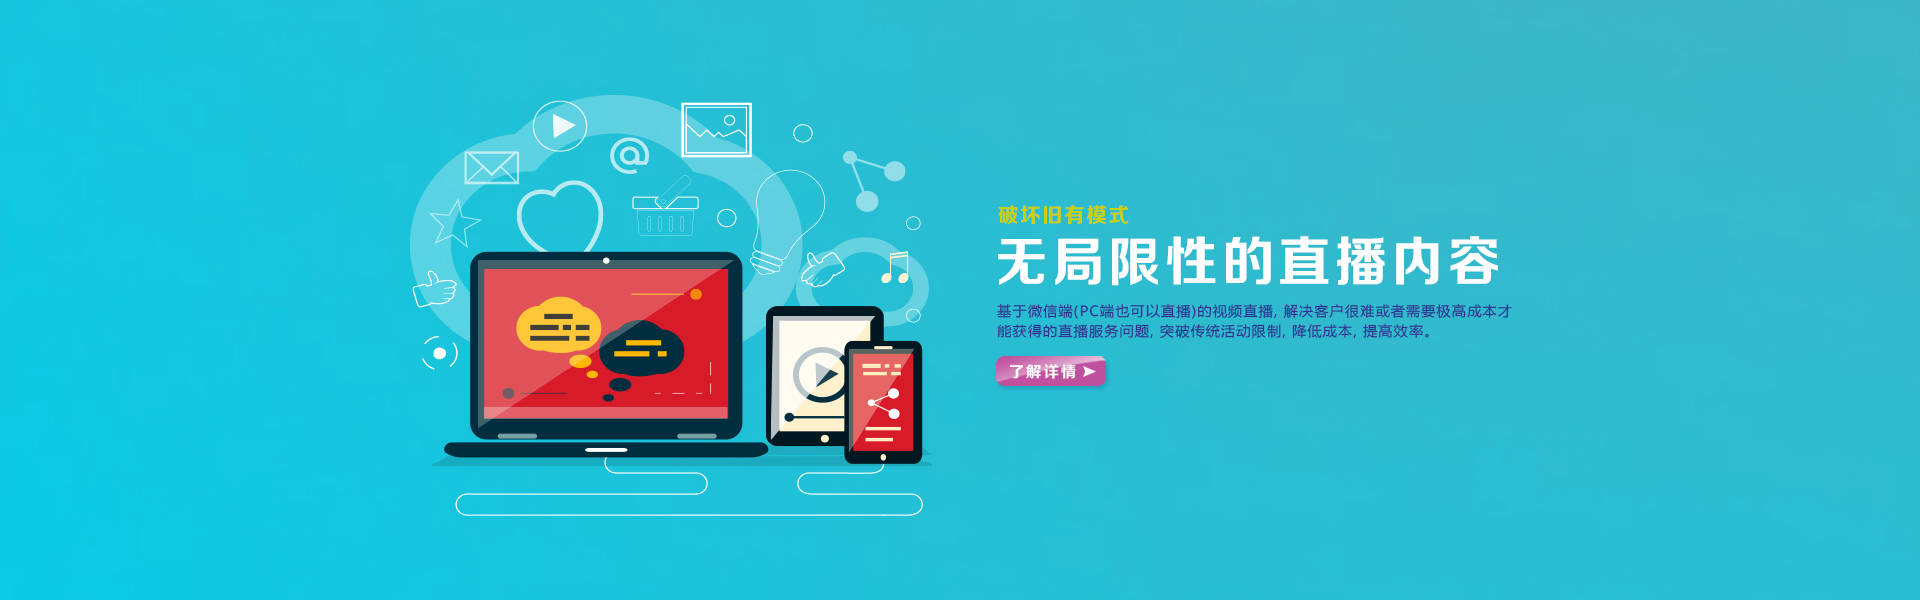 破坏旧有模式
无局限性的直播内容
基于微信端(PC端也可以直播)的视频直播, 解决客户很难或者需要极高成本才
能获得的直播服务问题, 突破传统活动限制, 降低成本, 提高效率。
了解详情 ➤